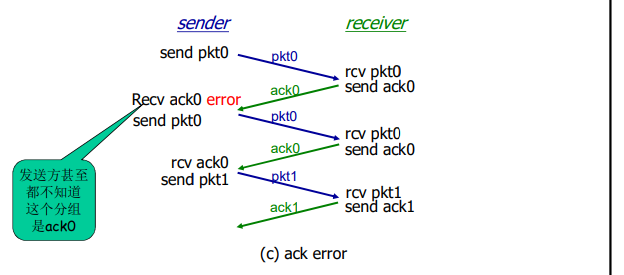 sender
receiver
send pkt0
pkt0
rcv pkt0
send ack0
ack0
Recv ack0 error
send pkt0
pkt0
rcv pkt0
send ack0
ack0
rcv ack0
send pkt1
pkt1
rcv pkt1
send ack1
ack1
发送方甚至
都不知道
这个分组
是ack0
(c) ack error